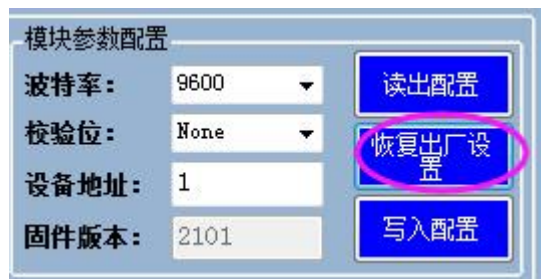 模块参数配置
波特率： 9600 读出配置
校验位： None 恢复出厂设
置
设备地址： 1
固件版本： 2101 写入配置